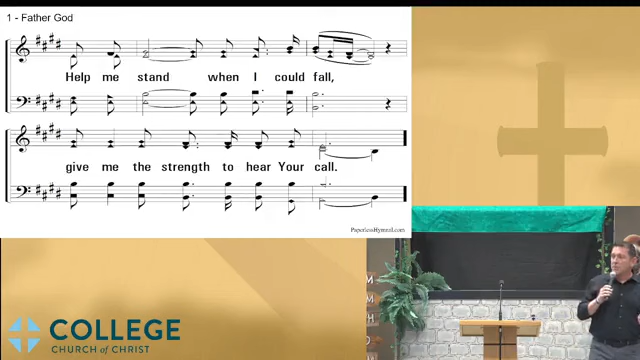 1 - Father God
Help me stand when I could fall,
give me the strength to hear Your call.
PaperlessHymnal.com
COLLEGE
CHURCH of CHRIST